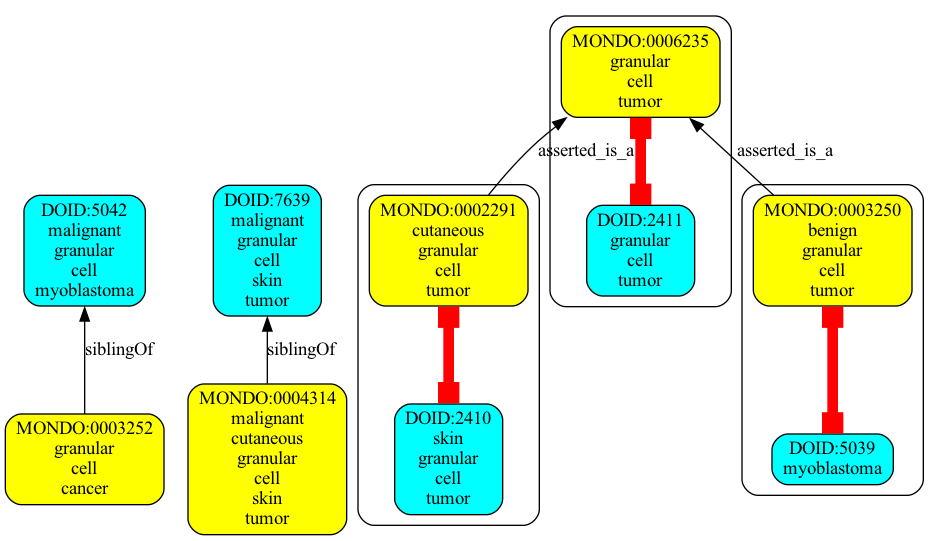 MONDO:0006235
granular
cell
tumor
asserted_is_a
asserted_is_a
DOID:5042
malignant
granular
cell
myoblastoma
DOID:7639
malignant
granular
cell
skin
tumor
MONDO:0002291
cutaneous
granular
cell
tumor
DOID:2411
granular
cell
tumor
MONDO:0003250
benign
granular
cell
tumor
siblingOf
siblingOf
MONDO:0003252
granular
cell
cancer
MONDO:0004314
malignant
cutaneous
granular
cell
skin
tumor
DOID:2410
skin
granular
cell
tumor
DOID:5039
myoblastoma